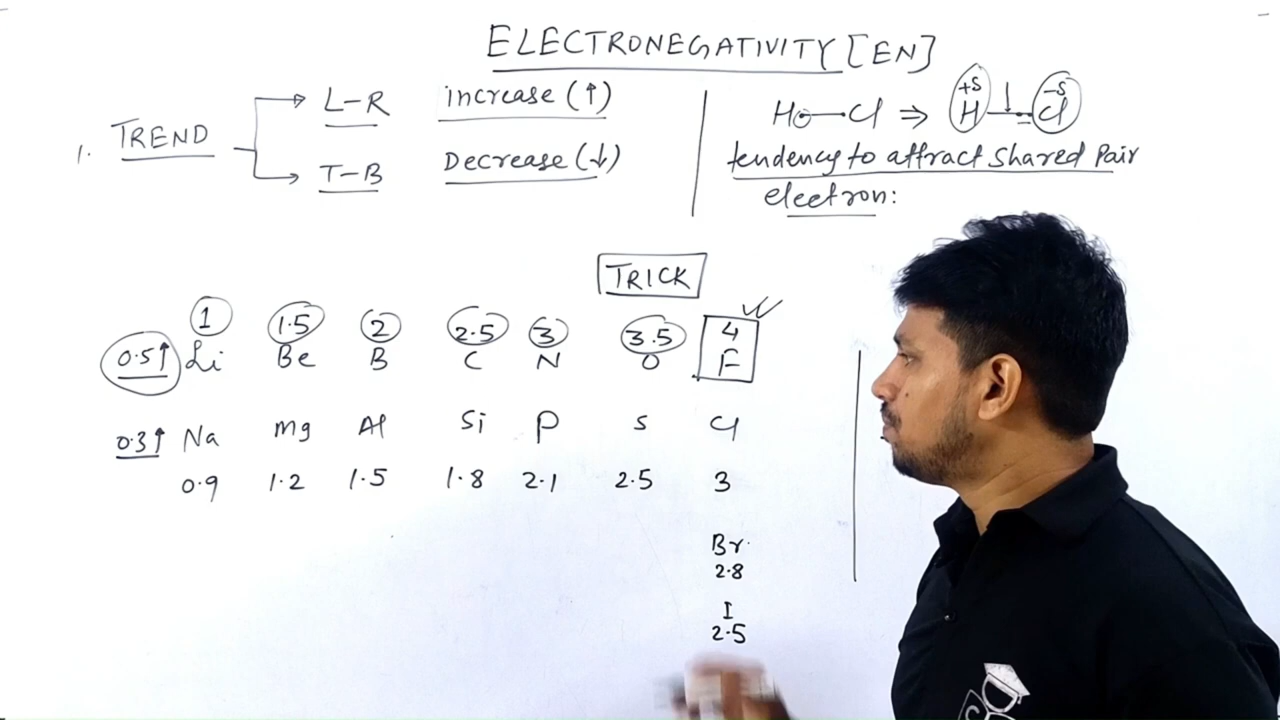 ELECTRONEGATIVITY [EN]
1. TREND
L-R increase (↑)
T-B Decrease (↓)
H—Cl ⇒ +δ H — -δ Cl
tendency to attract shared Pair
electron:
TRICK
1 1.5 2 2.5 3 3.5 4
0.5↑ Li Be B C N O F
0.3↑ Na Mg Al Si P S Cl
0.9 1.2 1.5 1.8 2.1 2.5 3
Br
2.8
I
2.5